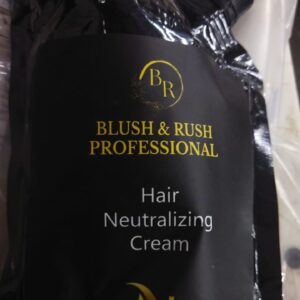 BR
BLUSH & RUSH
PROFESSIONAL
Hair
Neutralizing
Cream